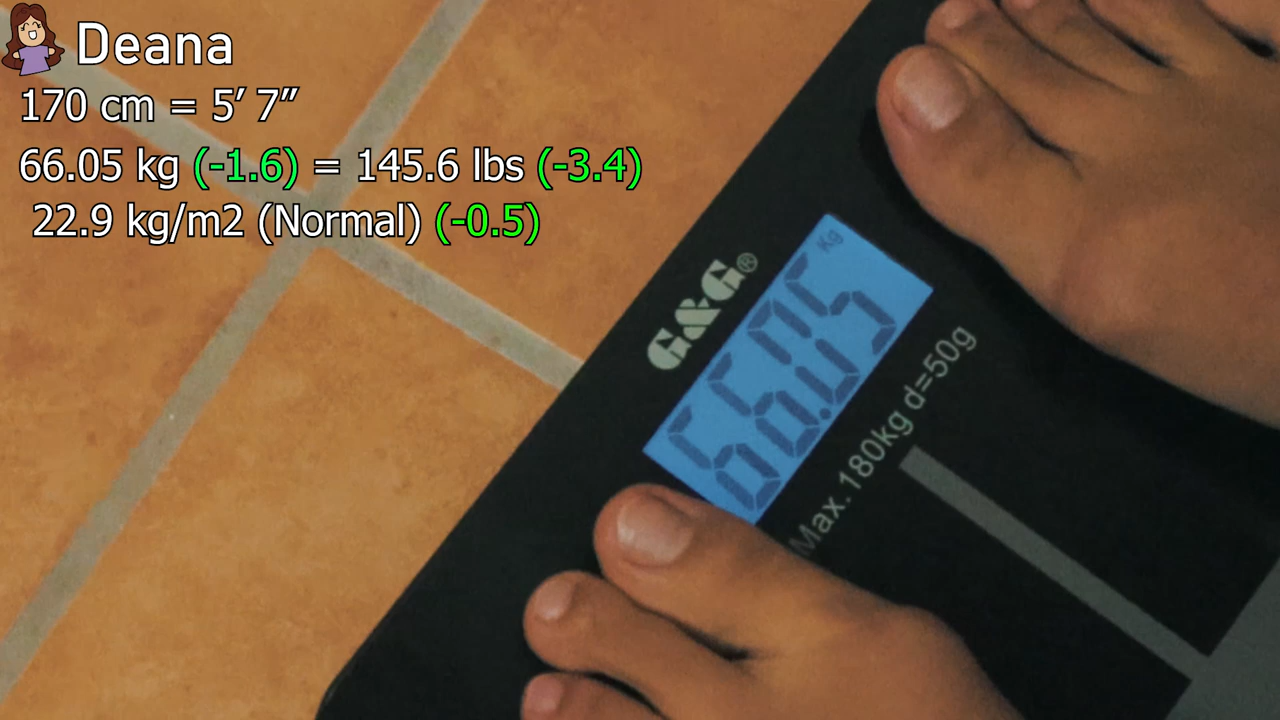 Deana
170 cm = 5’ 7”
66.05 kg (-1.6) = 145.6 lbs (-3.4)
22.9 kg/m2 (Normal) (-0.5)
G&G®
Kg
66.05
Max.180kg d=50g